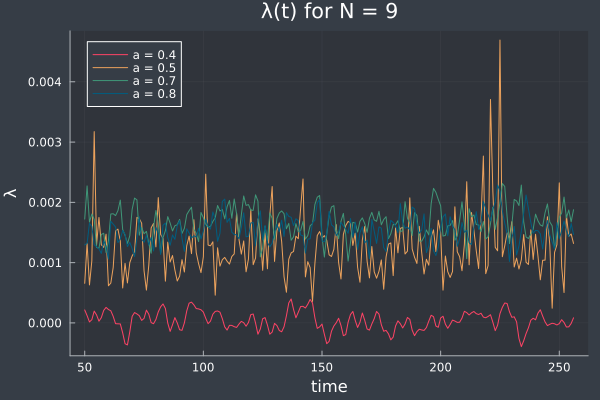 λ(t) for N = 9
a = 0.4
a = 0.5
a = 0.7
a = 0.8
0.004
0.003
0.002
0.001
0.000
λ
50 100 150 200 250
time